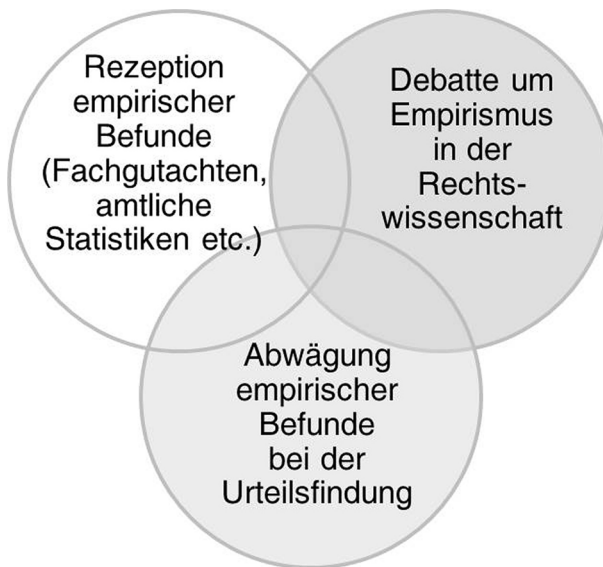 Rezeption
empirischer
Befunde
(Fachgutachten,
amtliche
Statistiken etc.)
Debatte um
Empirismus
in der
Rechts-
wissenschaft
Abwägung
empirischer
Befunde
bei der
Urteilsfindung